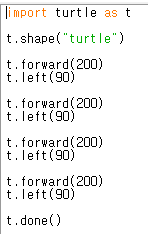 import turtle as t
t.shape("turtle")
t.forward(200)
t.left(90)
t.forward(200)
t.left(90)
t.forward(200)
t.left(90)
t.forward(200)
t.left(90)
t.done()